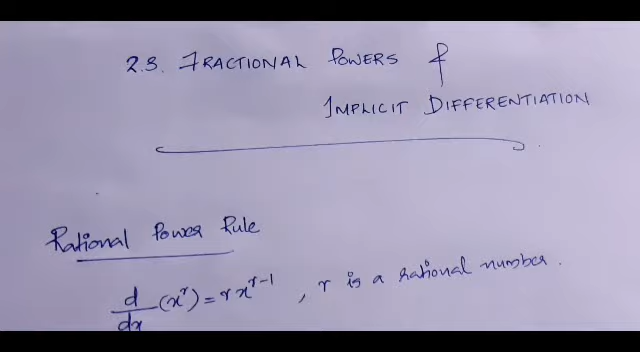 2.3. FRACTIONAL POWERS &
IMPLICIT DIFFERENTIATION
Rational Power Rule
d/dx (x^r) = r x^{r-1} , r is a rational number.